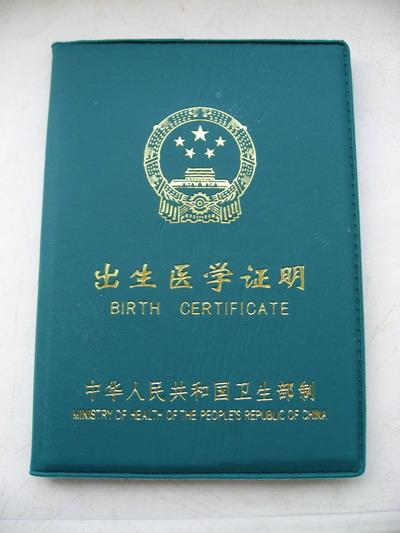 出生医学证明
BIRTH CERTIFICATE
中华人民共和国卫生部制
MINISTRY OF HEALTH OF THE PEOPLE'S REPUBLIC OF CHINA